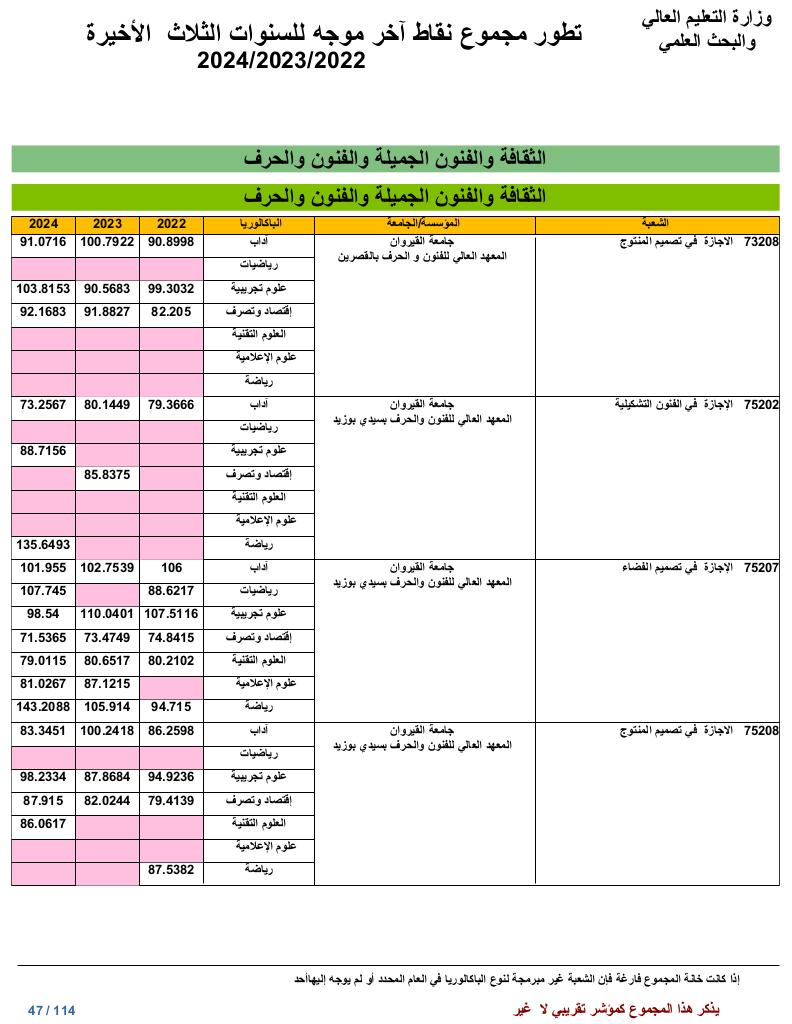 وزارة التعليم العالي
والبحث العلمي
تطور مجموع نقاط آخر موجه للسنوات الثلاث الأخيرة
2024/2023/2022
الثقافة والفنون الجميلة والفنون والحرف
الثقافة والفنون الجميلة والفنون والحرف
الشعبة المؤسسة/الجامعة الباكالوريا 2022 2023 2024
73208 الاجازة في تصميم المنتوج جامعة القيروان آداب 90.8998 100.7922 91.0716
المعهد العالي للفنون و الحرف بالقصرين
رياضيات
علوم تجريبية 99.3032 90.5683 103.8153
إقتصاد وتصرف 82.205 91.8827 92.1683
العلوم التقنية
علوم الإعلامية
رياضة
75202 الاجازة في الفنون التشكيلية جامعة القيروان آداب 79.3666 80.1449 73.2567
المعهد العالي للفنون والحرف بسيدي بوزيد
رياضيات
علوم تجريبية 88.7156
إقتصاد وتصرف 85.8375
العلوم التقنية
علوم الإعلامية
رياضة 135.6493
75207 الاجازة في تصميم الفضاء جامعة القيروان آداب 106 102.7539 101.955
المعهد العالي للفنون والحرف بسيدي بوزيد
رياضيات 88.6217 107.745
علوم تجريبية 107.5116 110.0401 98.54
إقتصاد وتصرف 74.8415 73.4749 71.5365
العلوم التقنية 80.2102 80.6517 79.0115
علوم الإعلامية 87.1215 81.0267
رياضة 94.715 105.914 143.2088
75208 الاجازة في تصميم المنتوج جامعة القيروان آداب 86.2598 100.2418 83.3451
المعهد العالي للفنون والحرف بسيدي بوزيد
رياضيات
علوم تجريبية 94.9236 87.8684 98.2334
إقتصاد وتصرف 79.4139 82.0244 87.915
العلوم التقنية 86.0617
علوم الإعلامية
رياضة 87.5382
إذا كانت خانة المجموع فارغة فإن الشعبة غير مبرمجة لنوع الباكالوريا في العام المحدد أو لم يوجه إليهاأحد
يذكر هذا المجموع كمؤشر تقريبي لا غير
47 / 114